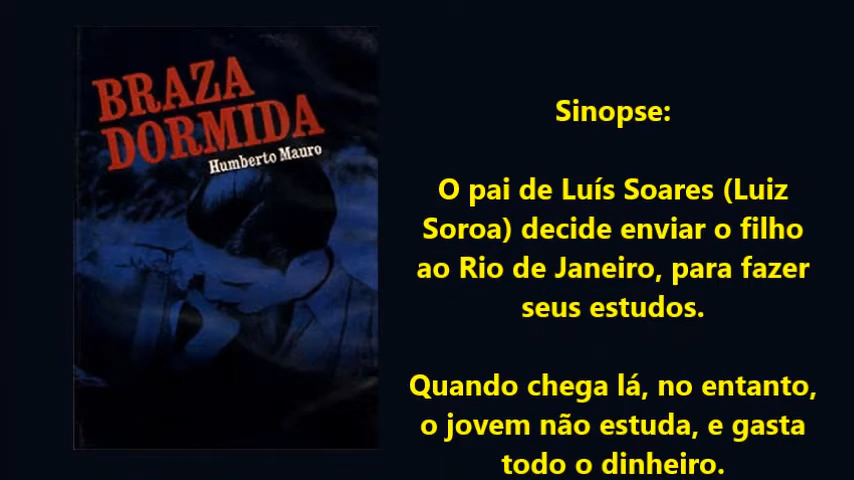 BRAZA
DORMIDA
Humberto Mauro
Sinopse:
O pai de Luís Soares (Luiz
Soroa) decide enviar o filho
ao Rio de Janeiro, para fazer
seus estudos.
Quando chega lá, no entanto,
o jovem não estuda, e gasta
todo o dinheiro.